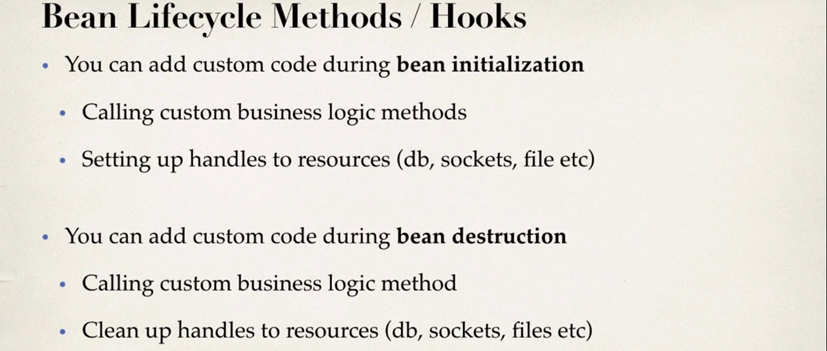 Bean Lifecycle Methods / Hooks
• You can add custom code during bean initialization
• Calling custom business logic methods
• Setting up handles to resources (db, sockets, file etc)
• You can add custom code during bean destruction
• Calling custom business logic method
• Clean up handles to resources (db, sockets, files etc)